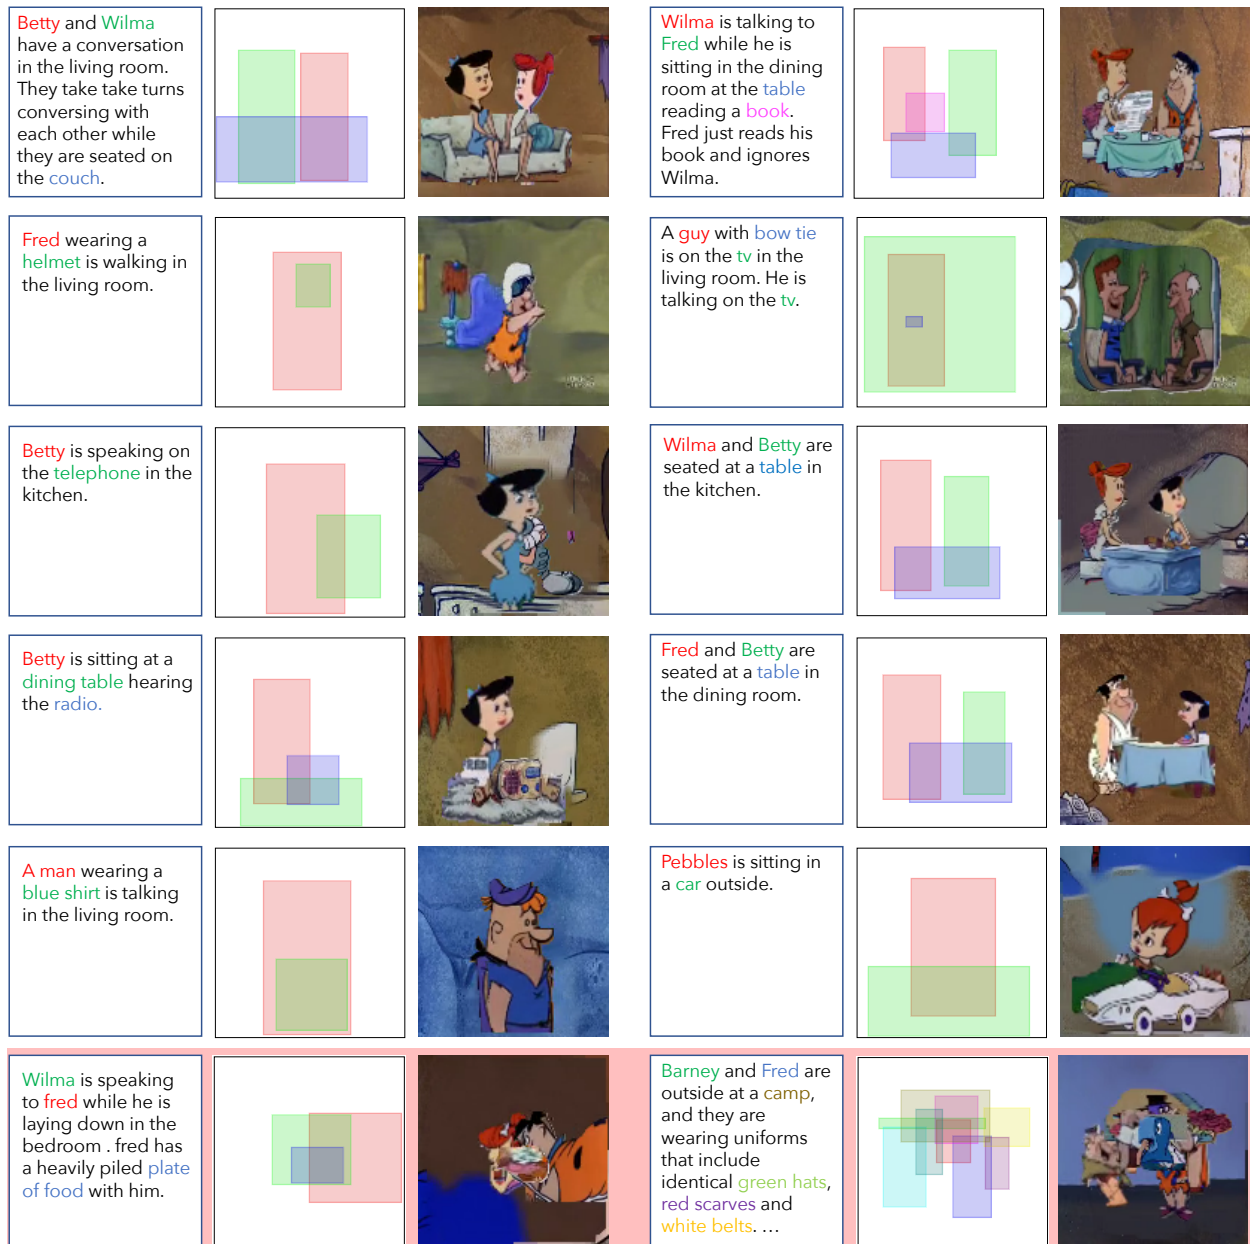 Betty and Wilma
have a conversation
in the living room.
They take take turns
conversing with
each other while
they are seated on
the couch.
Wilma is talking to
Fred while he is
sitting in the dining
room at the table
reading a book.
Fred just reads his
book and ignores
Wilma.
Fred wearing a
helmet is walking in
the living room.
A guy with bow tie
is on the tv in the
living room. He is
talking on the tv.
Betty is speaking on
the telephone in the
kitchen.
Wilma and Betty are
seated at a table in
the kitchen.
Betty is sitting at a
dining table hearing
the radio.
Fred and Betty are
seated at a table in
the dining room.
A man wearing a
blue shirt is talking
in the living room.
Pebbles is sitting in
a car outside.
Wilma is speaking
to fred while he is
laying down in the
bedroom . fred has
a heavily piled plate
of food with him.
Barney and Fred are
outside at a camp,
and they are
wearing uniforms
that include
identical green hats,
red scarves and
white belts. ...